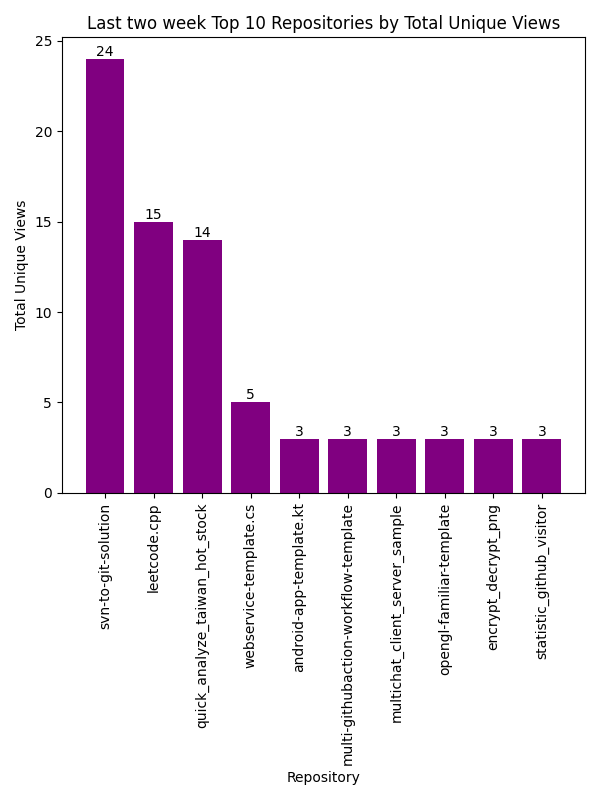 Last two week Top 10 Repositories by Total Unique Views
Total Unique Views
25
20
15
10
5
0
24
15
14
5
3
3
3
3
3
3
svn-to-git-solution
leetcode.cpp
quick_analyze_taiwan_hot_stock
webservice-template.cs
android-app-template.kt
multi-githubaction-workflow-template
multichat_client_server_sample
opengl-familiar-template
encrypt_decrypt_png
statistic_github_visitor
Repository